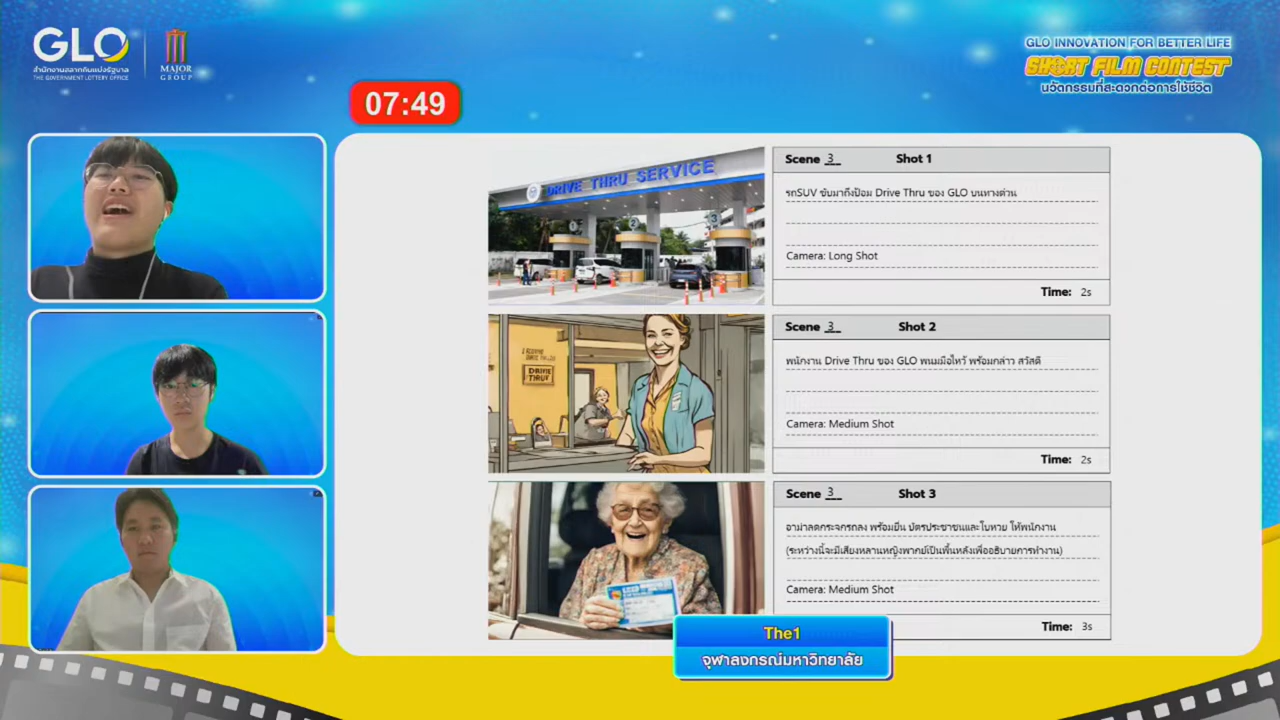 GLO
สำนักงานสลากกินแบ่งรัฐบาล
THE GOVERNMENT LOTTERY OFFICE
MAJOR
GROUP
GLO INNOVATION FOR BETTER LIFE
SHORT FILM CONTEST
นวัตกรรมที่สะดวกต่อการใช้ชีวิต
07:49
DRIVE THRU SERVICE
1
2
3
Scene 3 Shot 1
รถSUV ขับมาถึงป้อม Drive Thru ของ GLO บนทางด่วน
Camera: Long Shot
Time: 2s
DRIVE
Scene 3 Shot 2
พนักงาน Drive Thru ของ GLO พนมมือไหว้ พร้อมกล่าว สวัสดี
Camera: Medium Shot
Time: 2s
Scene 3 Shot 3
อาม่าลดกระจกรถลง พร้อมยื่น บัตรประชาชนและใบหวย ให้พนักงาน
(ระหว่างนี้จะมีเสียงหลานหญิงพากย์เป็นพื้นหลังเพื่ออธิบายการทำงาน)
Camera: Medium Shot
Time: 3s
The1
จุฬาลงกรณ์มหาวิทยาลัย